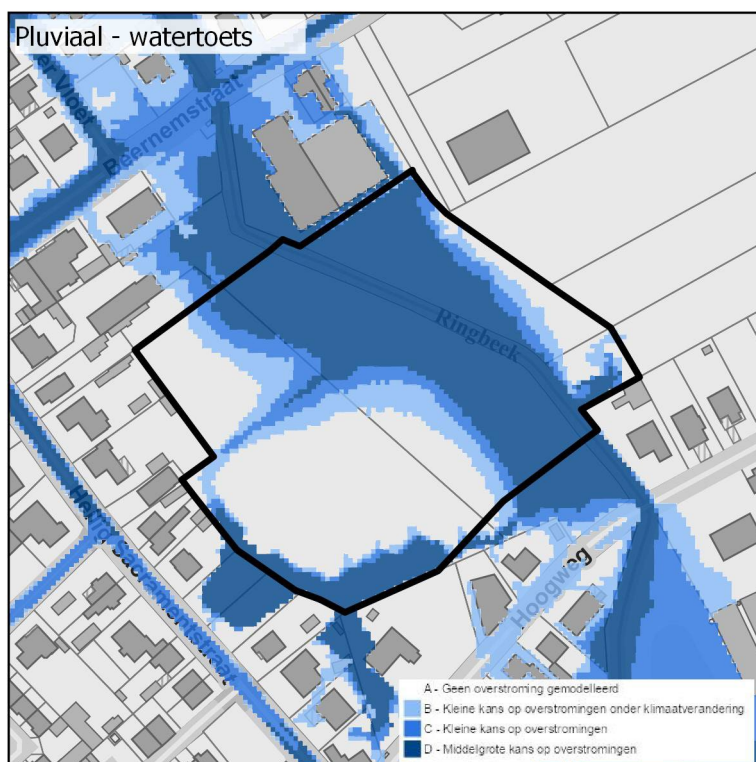 Pluviaal - watertoets
Vloet
Beernemstraat
Ringbeek
Hoogweg
A - Geen overstroming gemodelleerd
B - Kleine kans op overstromingen onder klimaatverandering
C - Kleine kans op overstromingen
D - Middelgrote kans op overstromingen